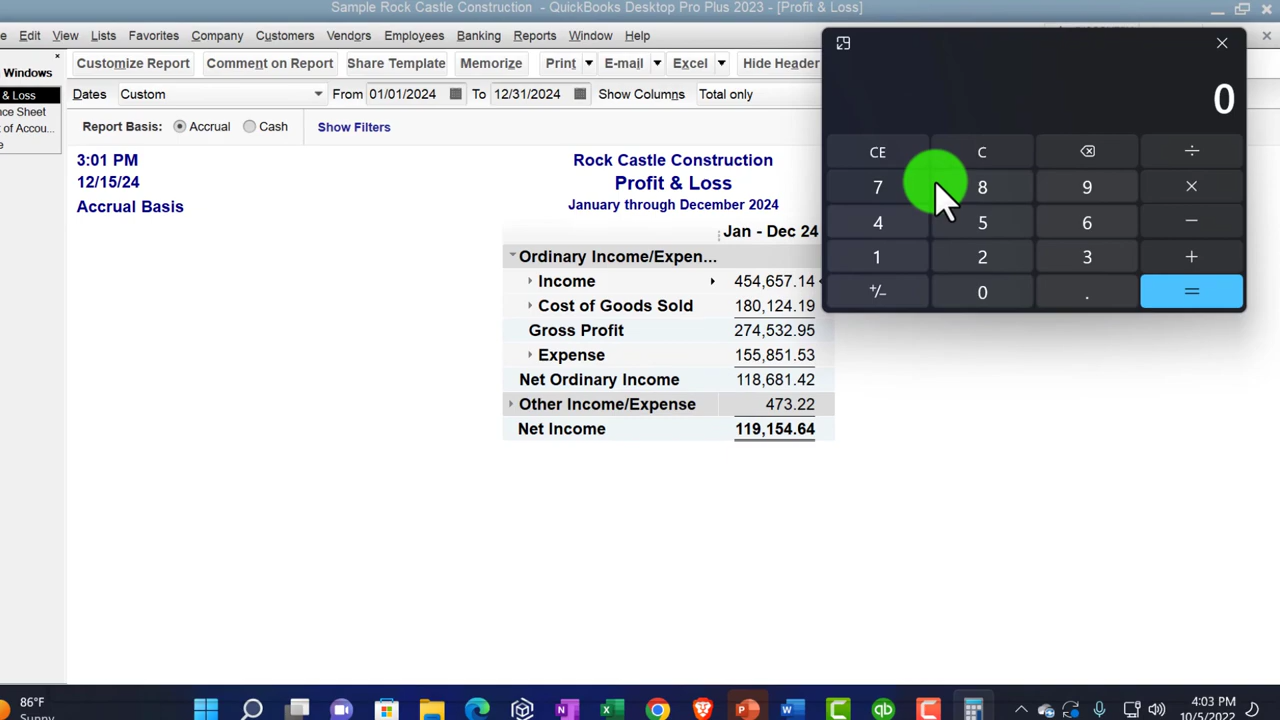 Sample Rock Castle Construction - QuickBooks Desktop Pro Plus 2023 - [Profit & Loss]
e Edit View Lists Favorites Company Customers Vendors Employees Banking Reports Window Help
Windows
& Loss
nce Sheet
t of Accou...
e
Customize Report Comment on Report Share Template Memorize Print E-mail Excel Hide Header
Dates Custom From 01/01/2024 To 12/31/2024 Show Columns Total only
Report Basis: Accrual Cash Show Filters
3:01 PM
12/15/24
Accrual Basis
Rock Castle Construction
Profit & Loss
January through December 2024
Jan - Dec 24
Ordinary Income/Expen...
Income 454,657.14
Cost of Goods Sold 180,124.19
Gross Profit 274,532.95
Expense 155,851.53
Net Ordinary Income 118,681.42
Other Income/Expense 473.22
Net Income 119,154.64
0
CE C ÷
7 8 9 ×
4 5 6 −
1 2 3 +
+/− 0 . =
86°F
Sunny
4:03 PM
10/5/2022